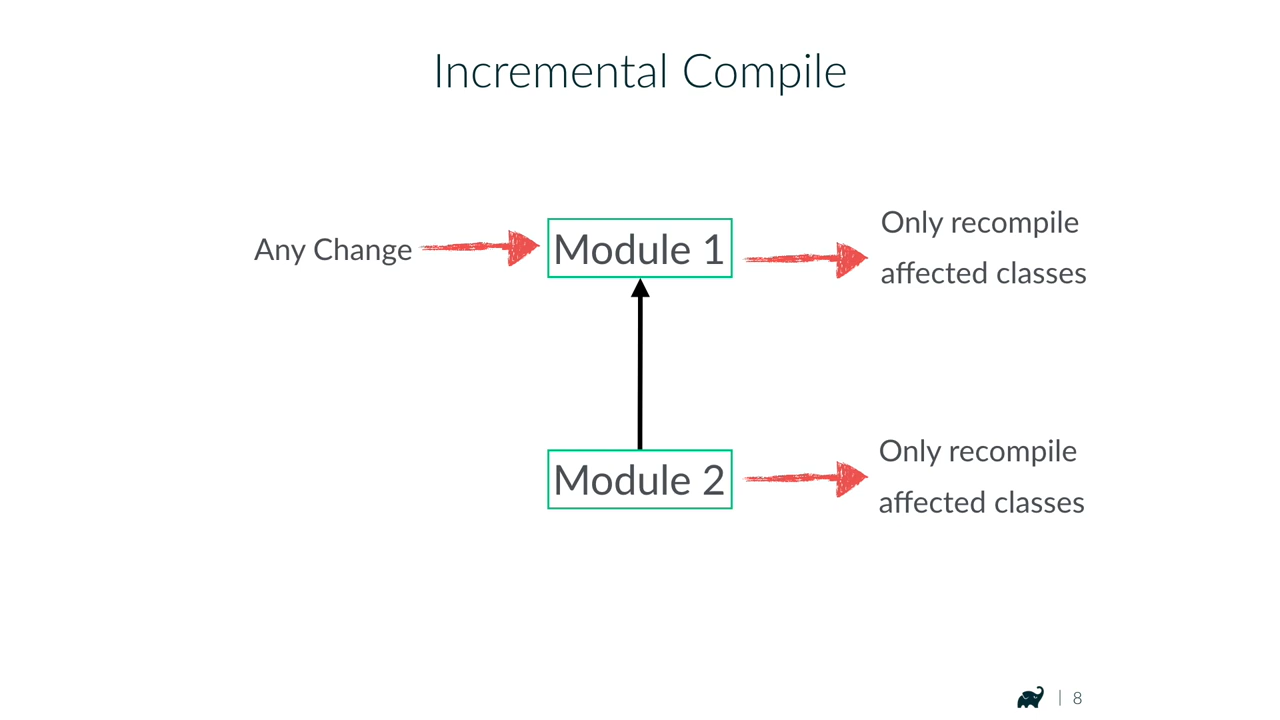 Incremental Compile
Any Change
Module 1
Only recompile
affected classes
Module 2
Only recompile
affected classes
| 8